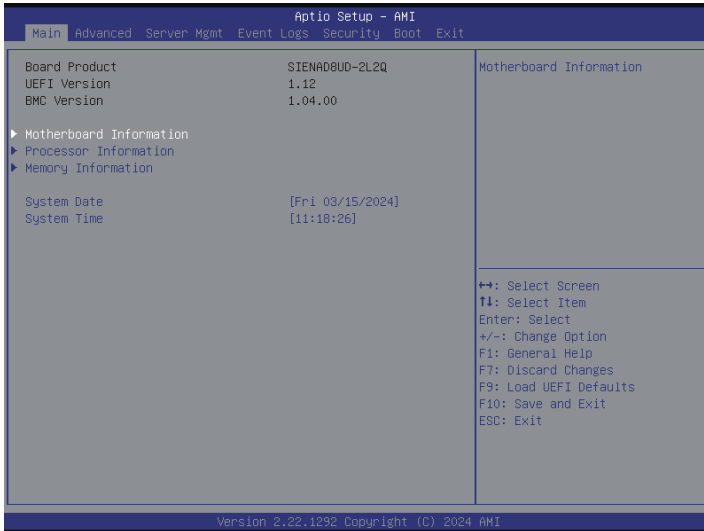 Aptio Setup – AMI
Main Advanced Server Mgmt Event Logs Security Boot Exit
Board Product SIENAD8UD-2L2Q
UEFI Version 1.12
BMC Version 1.04.00
Motherboard Information
Processor Information
Memory Information
System Date [Fri 03/15/2024]
System Time [11:18:26]
Motherboard Information
↔: Select Screen
↑↓: Select Item
Enter: Select
+/-: Change Option
F1: General Help
F7: Discard Changes
F9: Load UEFI Defaults
F10: Save and Exit
ESC: Exit
Version 2.22.1292 Copyright (C) 2024 AMI